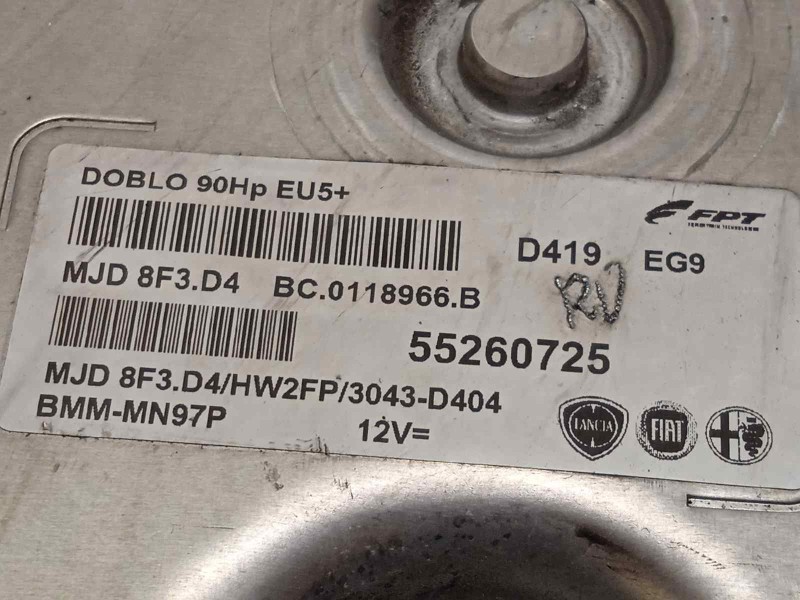 DOBLO 90Hp EU5+
FPT
D419 EG9
MJD 8F3.D4 BC.0118966.B
RV
55260725
MJD 8F3.D4/HW2FP/3043-D404
BMM-MN97P 12V=
LANCIA FIAT